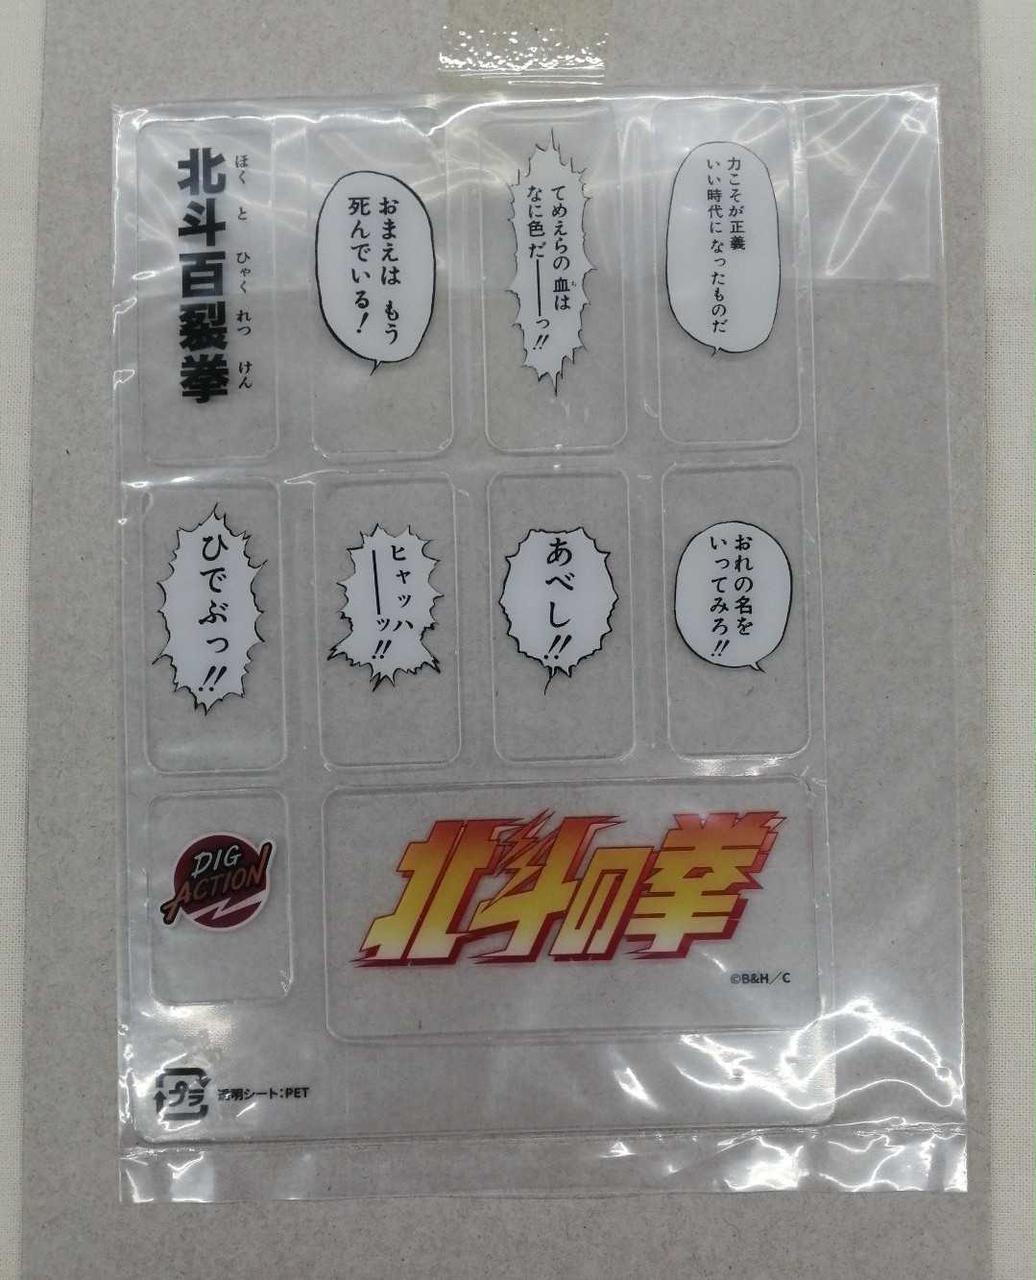 北斗百裂拳
ほくとひゃくれつけん
おまえは もう
死んでいる!
てめえらの血は
ち
なに色だ――っ!!
力こそが正義
いい時代になったものだ
ひでぶっ!!
ヒャッハ
――ッ!!
あべし!!
おれの名を
いってみろ!!
DIG
ACTION
北斗の拳
©B&H/C
プラ
透明シート:PET